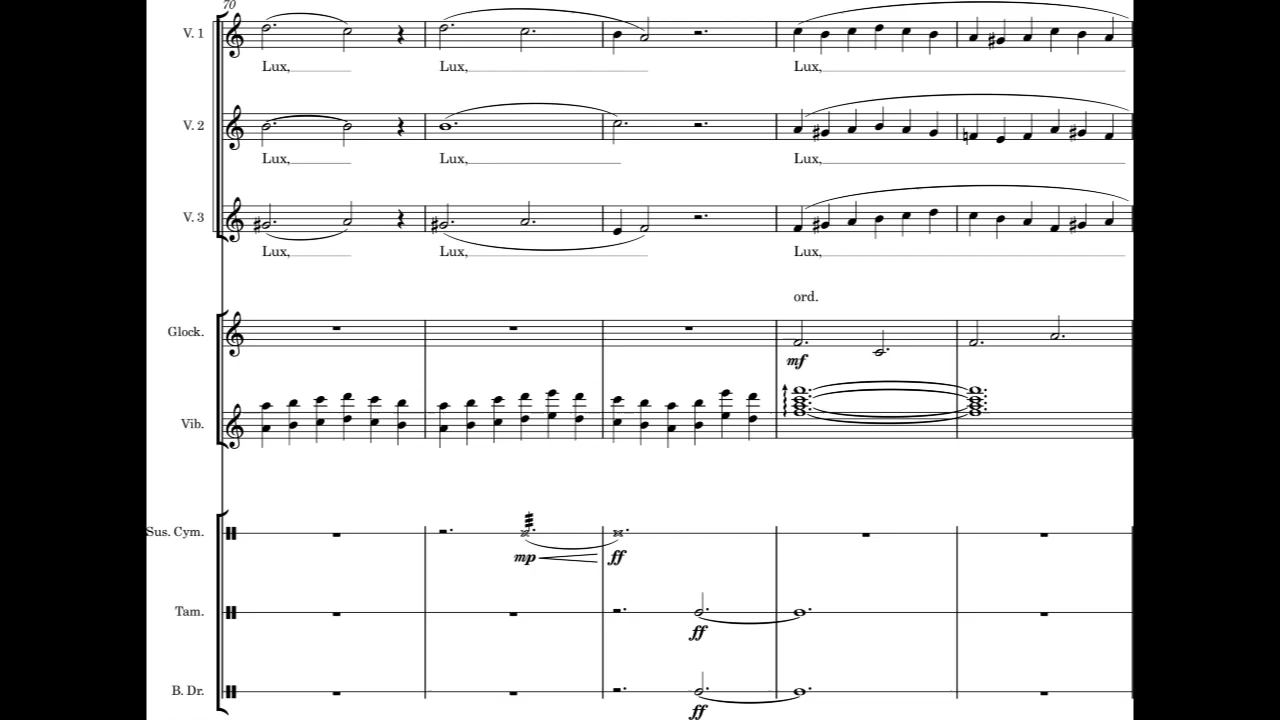 70
V. 1
Lux,
Lux,
Lux,
V. 2
Lux,
Lux,
Lux,
V. 3
Lux,
Lux,
Lux,
ord.
Glock.
mf
Vib.
Sus. Cym.
mp
ff
Tam.
ff
B. Dr.
ff